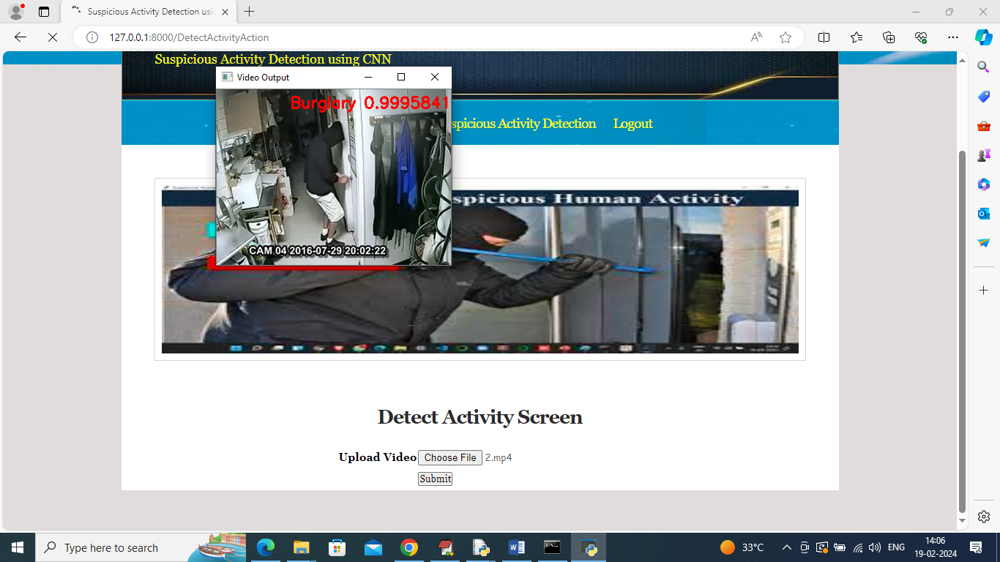 Suspicious Activity Detection usin
127.0.0.1:8000/DetectActivityAction
Suspicious Activity Detection using CNN
Video Output
Burglary 0.9995841
spicious Activity Detection Logout
CAM 04 2016-07-29 20:02:22
spicious Human Activity
Detect Activity Screen
Upload Video Choose File 2.mp4
Submit
Type here to search
33°C
ENG
14:06
19-02-2024